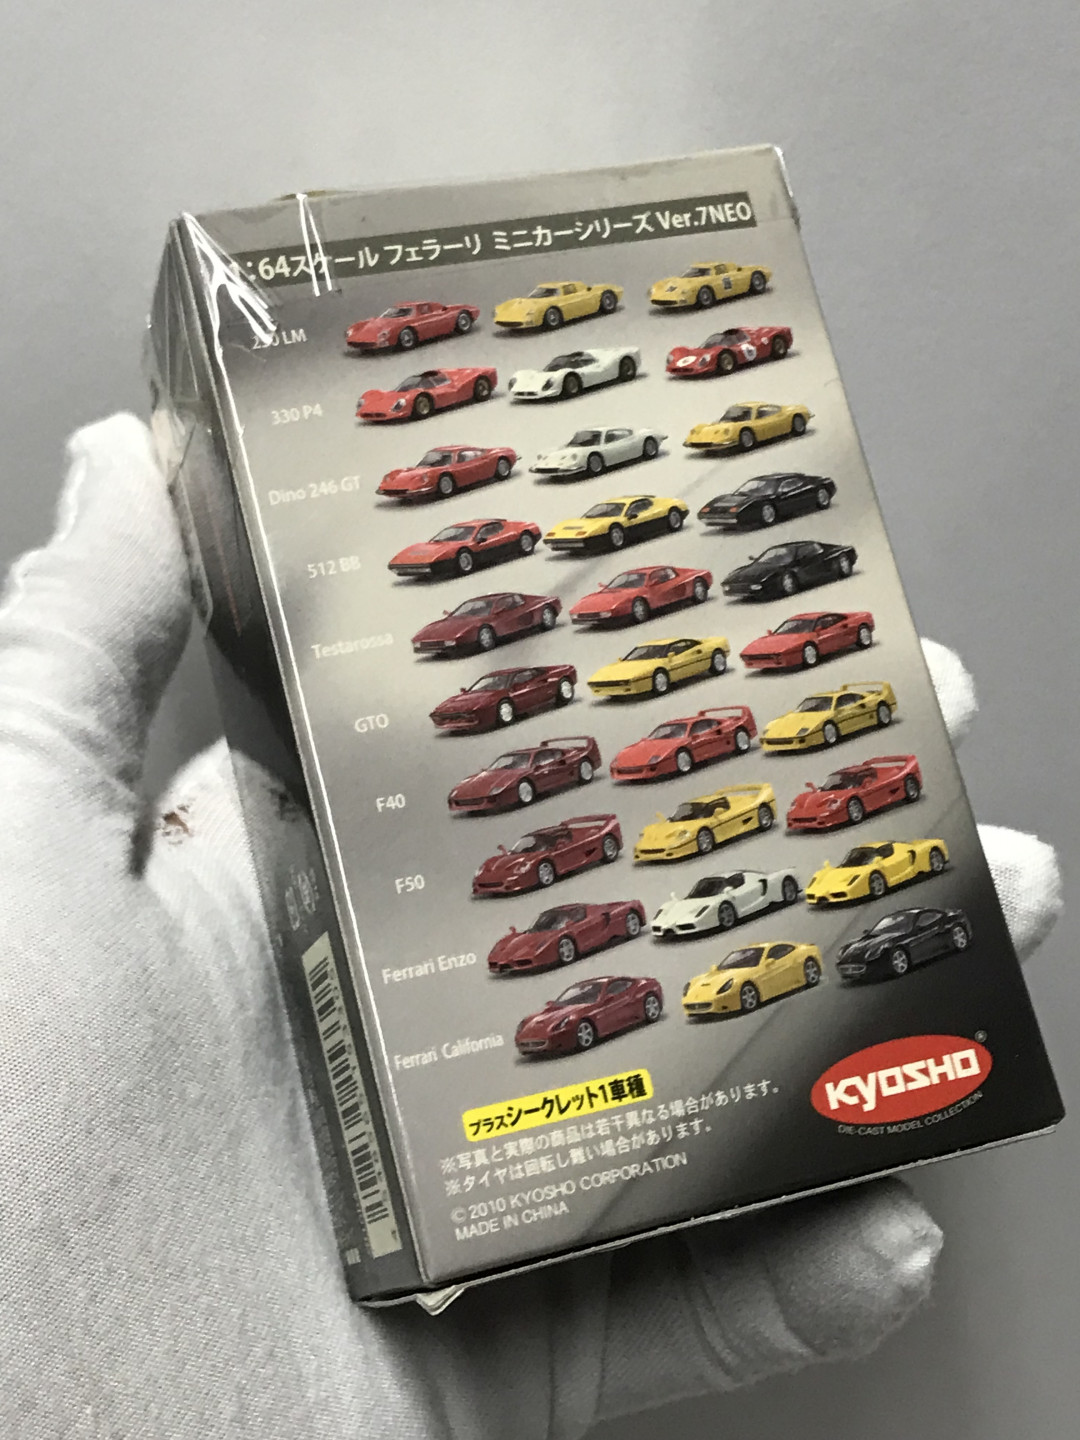 :64スケール フェラーリ ミニカーシリーズ Ver.7NEO
250 LM
330 P4
Dino 246 GT
512 BB
Testarossa
GTO
F40
F50
Ferrari Enzo
Ferrari California
プラスシークレット1車種
※写真と実際の商品は若干異なる場合があります。
※タイヤは回転し難い場合があります。
© 2010 KYOSHO CORPORATION
MADE IN CHINA
KYOSHO®
DIE-CAST MODEL COLLECTION